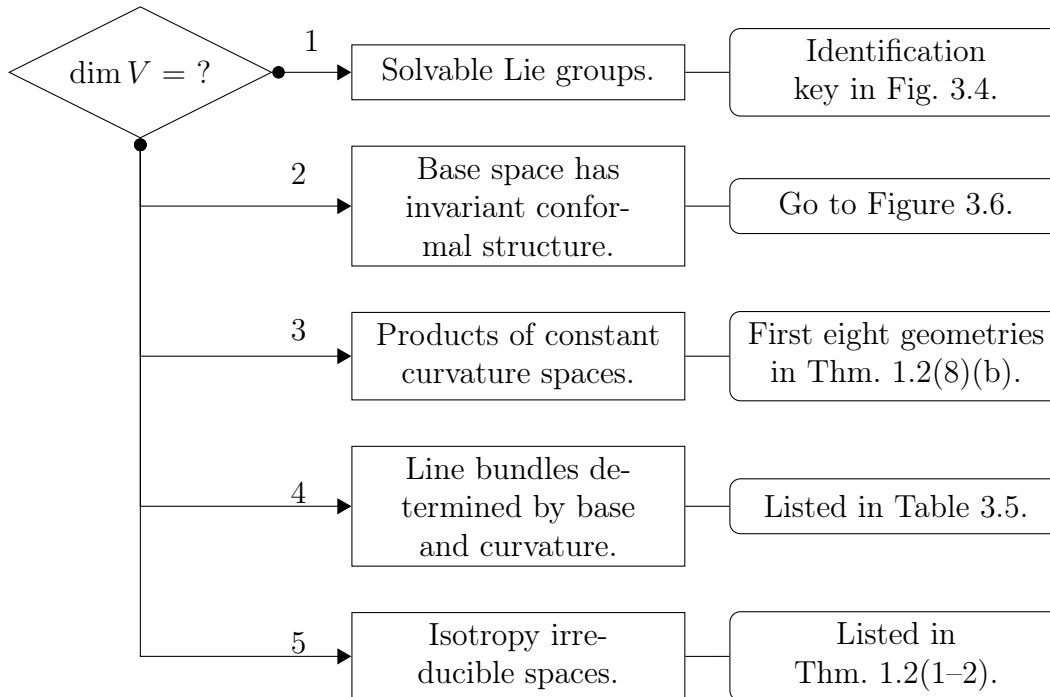 dim V = ?
1
Solvable Lie groups.
Identification
key in Fig. 3.4.
2
Base space has
invariant confor-
mal structure.
Go to Figure 3.6.
3
Products of constant
curvature spaces.
First eight geometries
in Thm. 1.2(8)(b).
4
Line bundles de-
termined by base
and curvature.
Listed in Table 3.5.
5
Isotropy irre-
ducible spaces.
Listed in
Thm. 1.2(1–2).